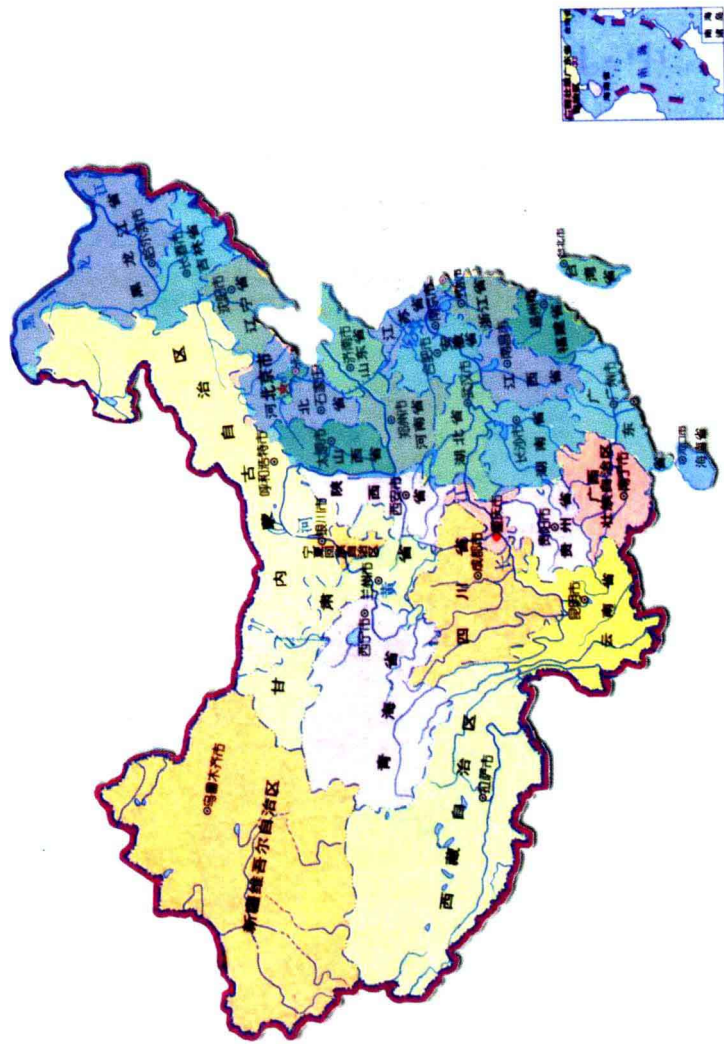 黑龙江省
哈尔滨市
长春市
吉林省
沈阳市
辽宁省
内蒙古自治区
呼和浩特市
北京市
河北省
石家庄市
太原市
山西省
济南市
山东省
新疆维吾尔自治区
乌鲁木齐市
甘肃省
兰州市
宁夏回族自治区
银川市
陕西省
西安市
郑州市
河南省
江苏省
合肥市
安徽省
浙江省
青海省
西宁市
黄河
西藏自治区
拉萨市
四川省
成都市
重庆市
长江
湖北省
武汉市
湖南省
长沙市
江西省
南昌市
福建省
福州市
台湾省
台北市
贵州省
贵阳市
云南省
昆明市
广西壮族自治区
南宁市
广东省
广州市
海口市
海南省
海南省
南海
南海